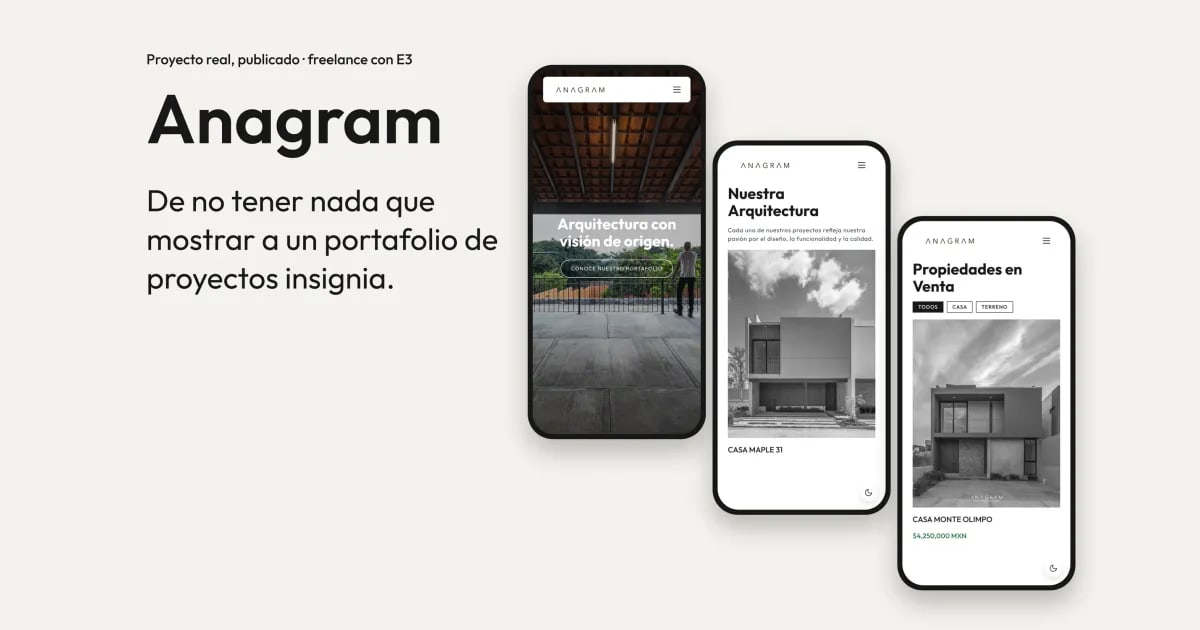 Proyecto real, publicado · freelance con E3
Anagram
De no tener nada que
mostrar a un portafolio de
proyectos insignia.
ANAGRAM
Arquitectura con
visión de origen.
CONOCE NUESTRO PORTAFOLIO
ANAGRAM
Nuestra
Arquitectura
Cada uno de nuestros proyectos refleja nuestra
pasión por el diseño, la funcionalidad y la calidad.
CASA MAPLE 31
ANAGRAM
Propiedades en
Venta
TODOS CASA TERRENO
ANAGRAM
CASA MONTE OLIMPO
$4,250,000 MXN